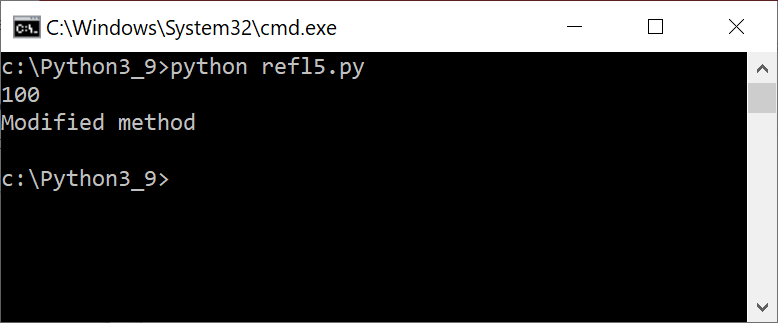 C:\Windows\System32\cmd.exe
c:\Python3_9>python refl5.py
100
Modified method
c:\Python3_9>